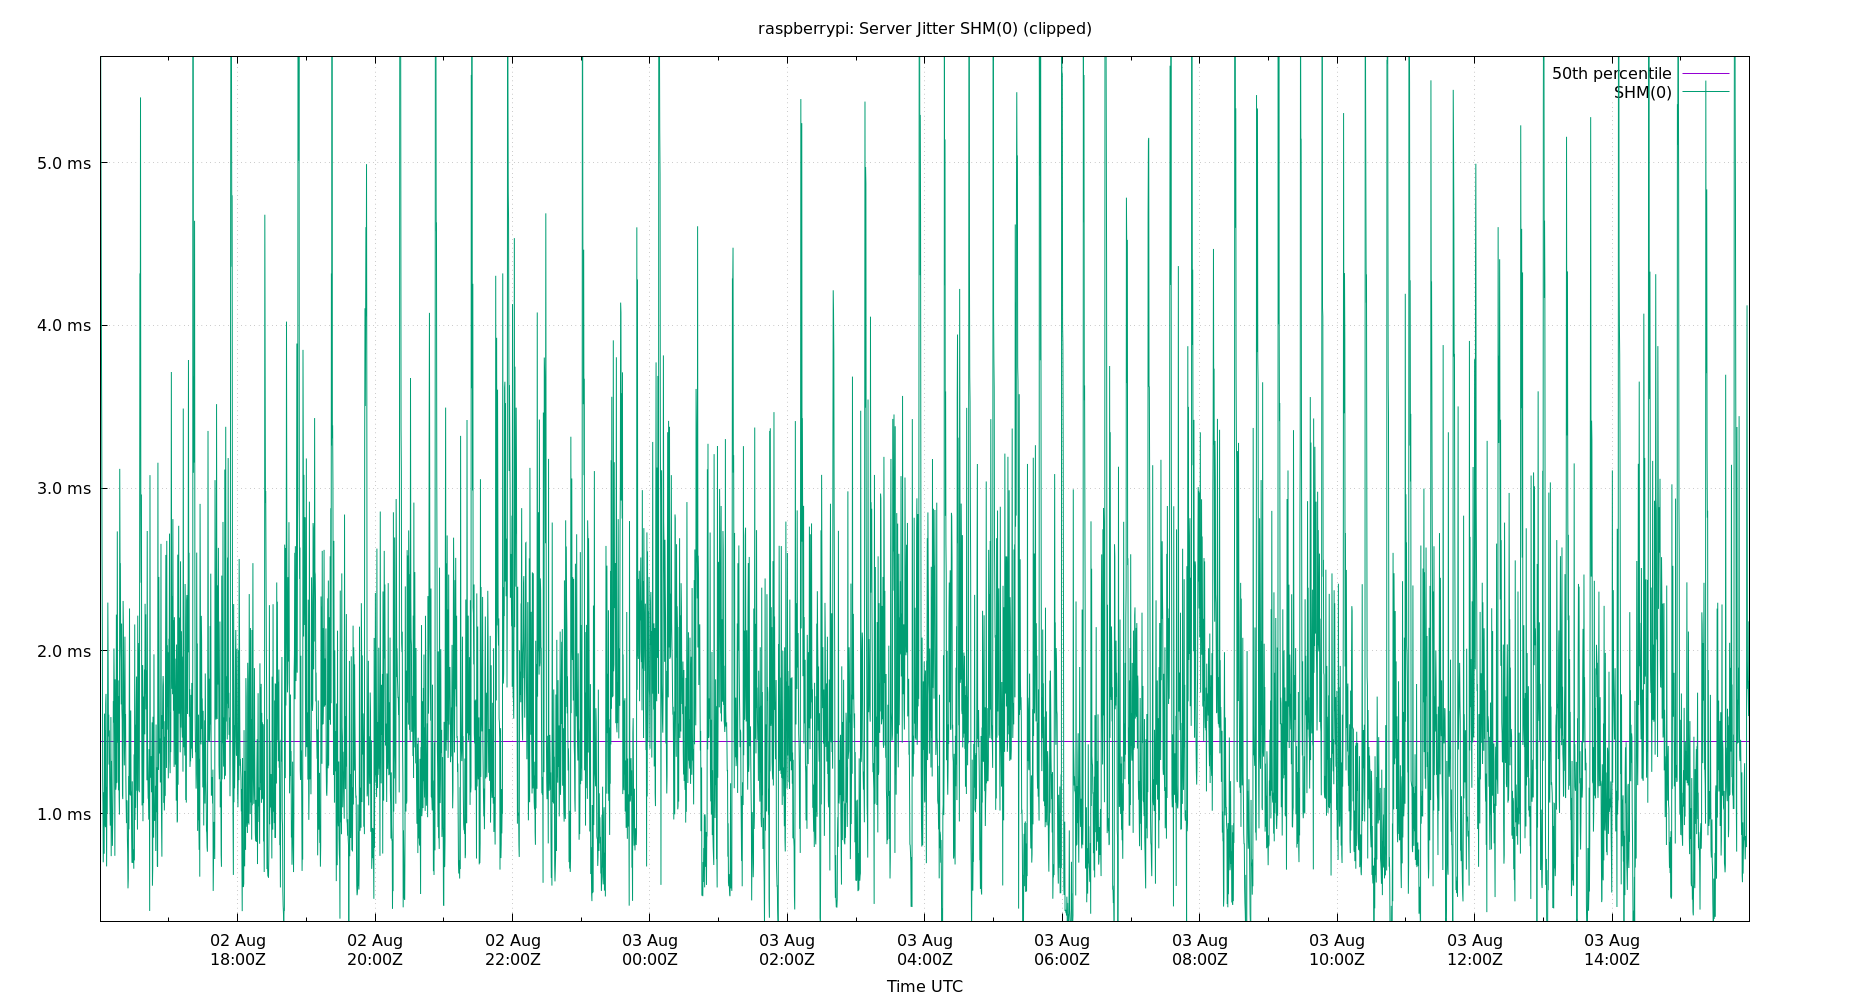 raspberrypi: Server Jitter SHM(0) (clipped)
50th percentile
SHM(0)
5.0 ms
4.0 ms
3.0 ms
2.0 ms
1.0 ms
02 Aug 02 Aug 02 Aug 03 Aug 03 Aug 03 Aug 03 Aug 03 Aug 03 Aug 03 Aug 03 Aug
18:00Z 20:00Z 22:00Z 00:00Z 02:00Z 04:00Z 06:00Z 08:00Z 10:00Z 12:00Z 14:00Z
Time UTC